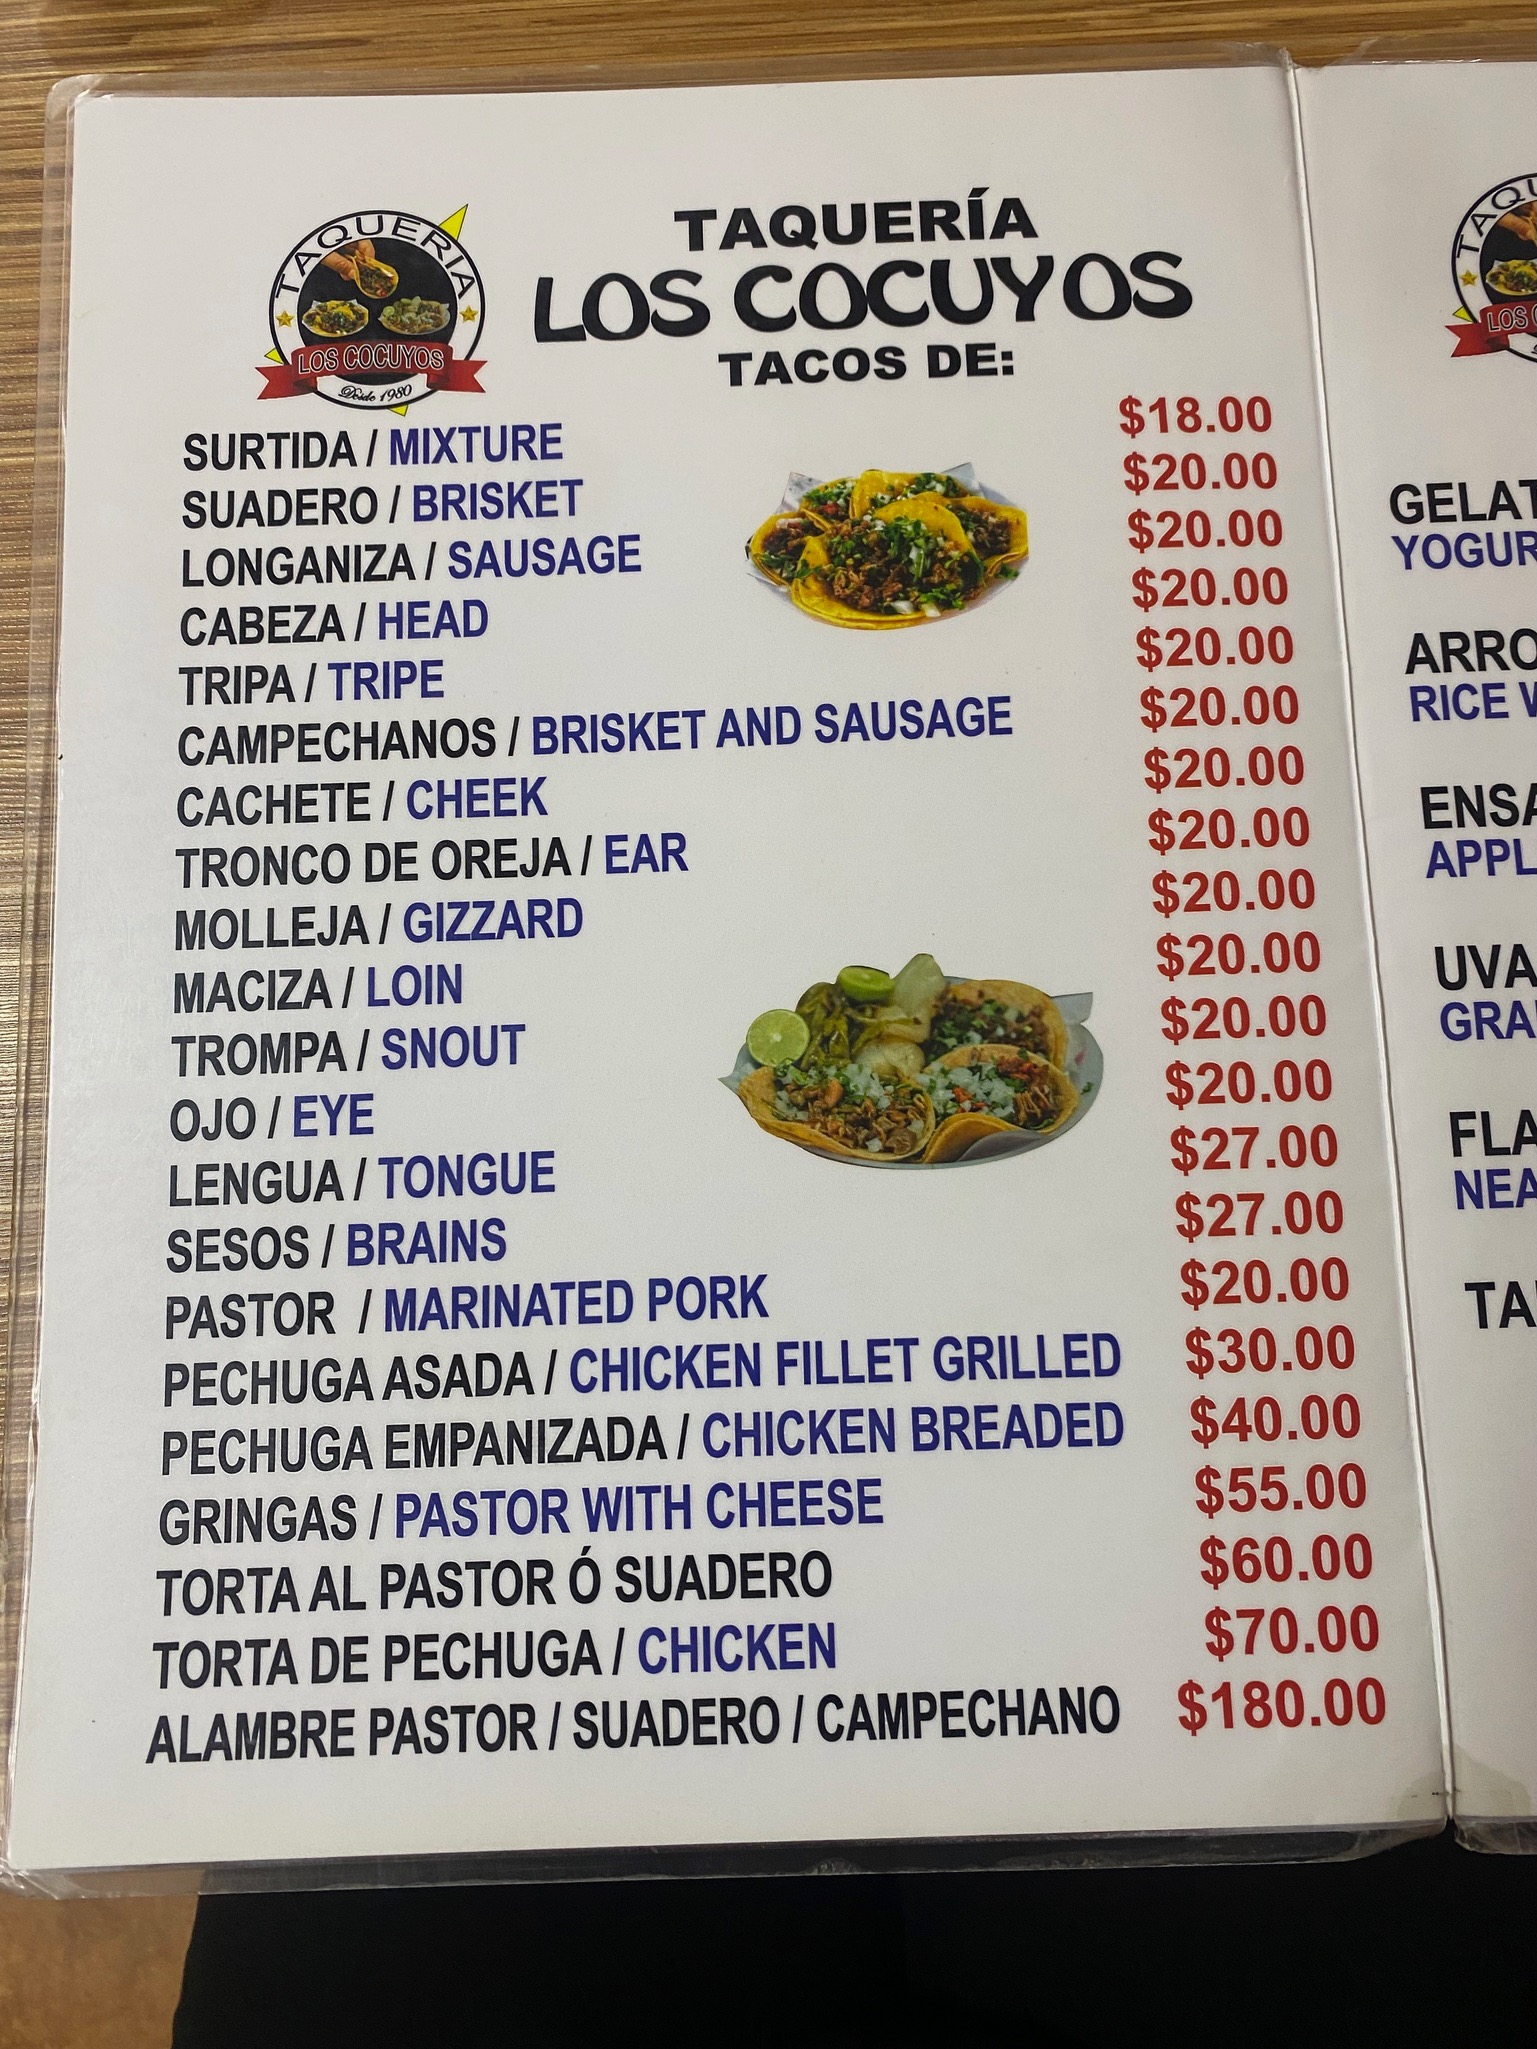 TAQUERIA
LOS COCUYOS
Desde 1980
TAQUERÍA
LOS COCUYOS
TACOS DE:
SURTIDA / MIXTURE $18.00
SUADERO / BRISKET $20.00
LONGANIZA / SAUSAGE $20.00
CABEZA / HEAD $20.00
TRIPA / TRIPE $20.00
CAMPECHANOS / BRISKET AND SAUSAGE $20.00
CACHETE / CHEEK $20.00
TRONCO DE OREJA / EAR $20.00
MOLLEJA / GIZZARD $20.00
MACIZA / LOIN $20.00
TROMPA / SNOUT $20.00
OJO / EYE $20.00
LENGUA / TONGUE $27.00
SESOS / BRAINS $27.00
PASTOR / MARINATED PORK $20.00
PECHUGA ASADA / CHICKEN FILLET GRILLED $30.00
PECHUGA EMPANIZADA / CHICKEN BREADED $40.00
GRINGAS / PASTOR WITH CHEESE $55.00
TORTA AL PASTOR Ó SUADERO $60.00
TORTA DE PECHUGA / CHICKEN $70.00
ALAMBRE PASTOR / SUADERO / CAMPECHANO $180.00
LOS
RICE